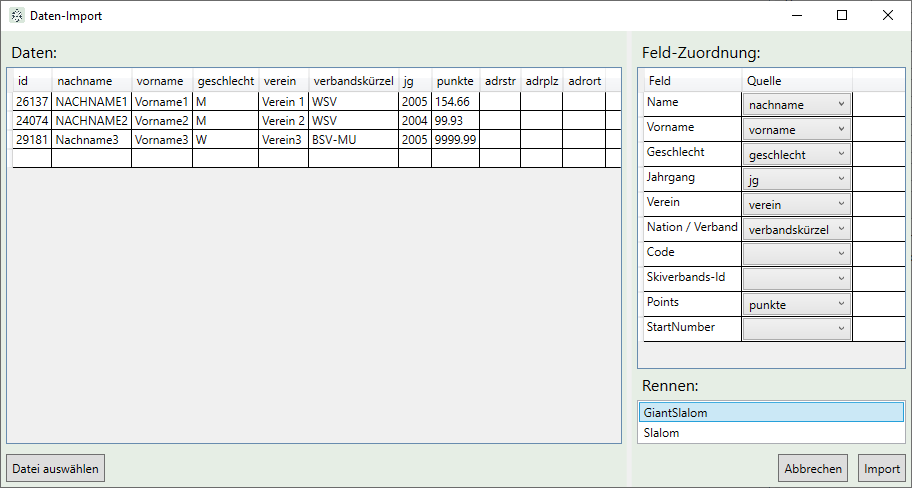 Daten-Import
Daten:
id nachname vorname geschlecht verein verbandskürzel jg punkte adrstr adrplz adrort
26137 NACHNAME1 Vorname1 M Verein 1 WSV 2005 154.66
24074 NACHNAME2 Vorname2 M Verein 2 WSV 2004 99.93
29181 Nachname3 Vorname3 W Verein3 BSV-MU 2005 9999.99
Datei auswählen
Feld-Zuordnung:
Feld Quelle
Name nachname
Vorname vorname
Geschlecht geschlecht
Jahrgang jg
Verein verein
Nation / Verband verbandskürzel
Code
Skiverbands-Id
Points punkte
StartNumber
Rennen:
GiantSlalom
Slalom
Abbrechen Import